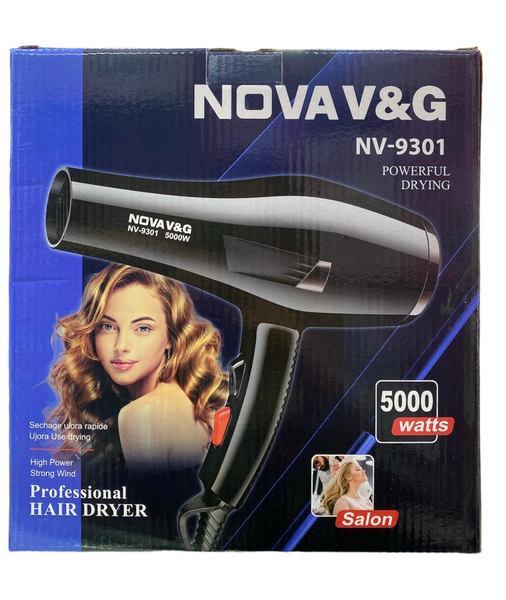 NOVA V&G
NV-9301
POWERFUL
DRYING
NOVA V&G
NV-9301 5000W
5000
watts
Sechage ulora rapide
Ujora Use drying
High Power
Strong Wind
Professional
HAIR DRYER
Salon